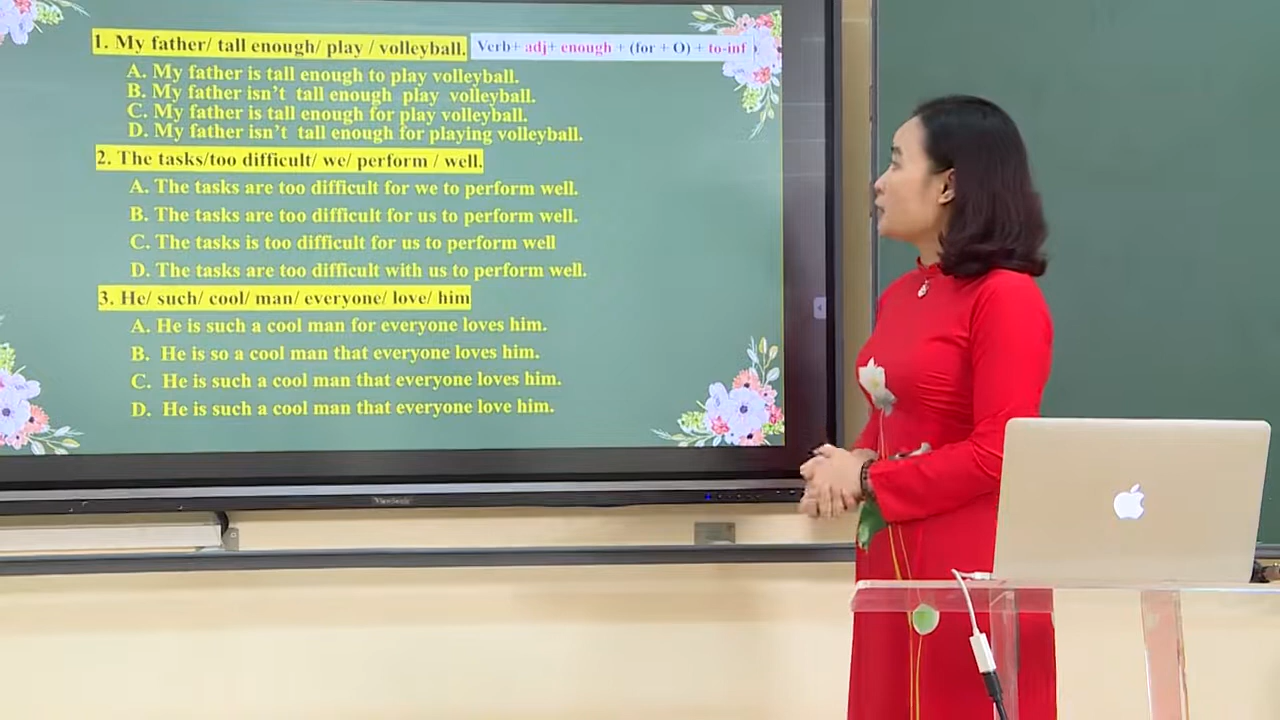 1. My father/ tall enough/ play / volleyball.
Verb+ adj+ enough + (for + O) + to-inf
A. My father is tall enough to play volleyball.
B. My father isn't tall enough play volleyball.
C. My father is tall enough for play volleyball.
D. My father isn't tall enough for playing volleyball.
2. The tasks/too difficult/ we/ perform / well.
A. The tasks are too difficult for we to perform well.
B. The tasks are too difficult for us to perform well.
C. The tasks is too difficult for us to perform well
D. The tasks are too difficult with us to perform well.
3. He/ such/ cool/ man/ everyone/ love/ him
A. He is such a cool man for everyone loves him.
B. He is so a cool man that everyone loves him.
C. He is such a cool man that everyone loves him.
D. He is such a cool man that everyone love him.
ViewSonic